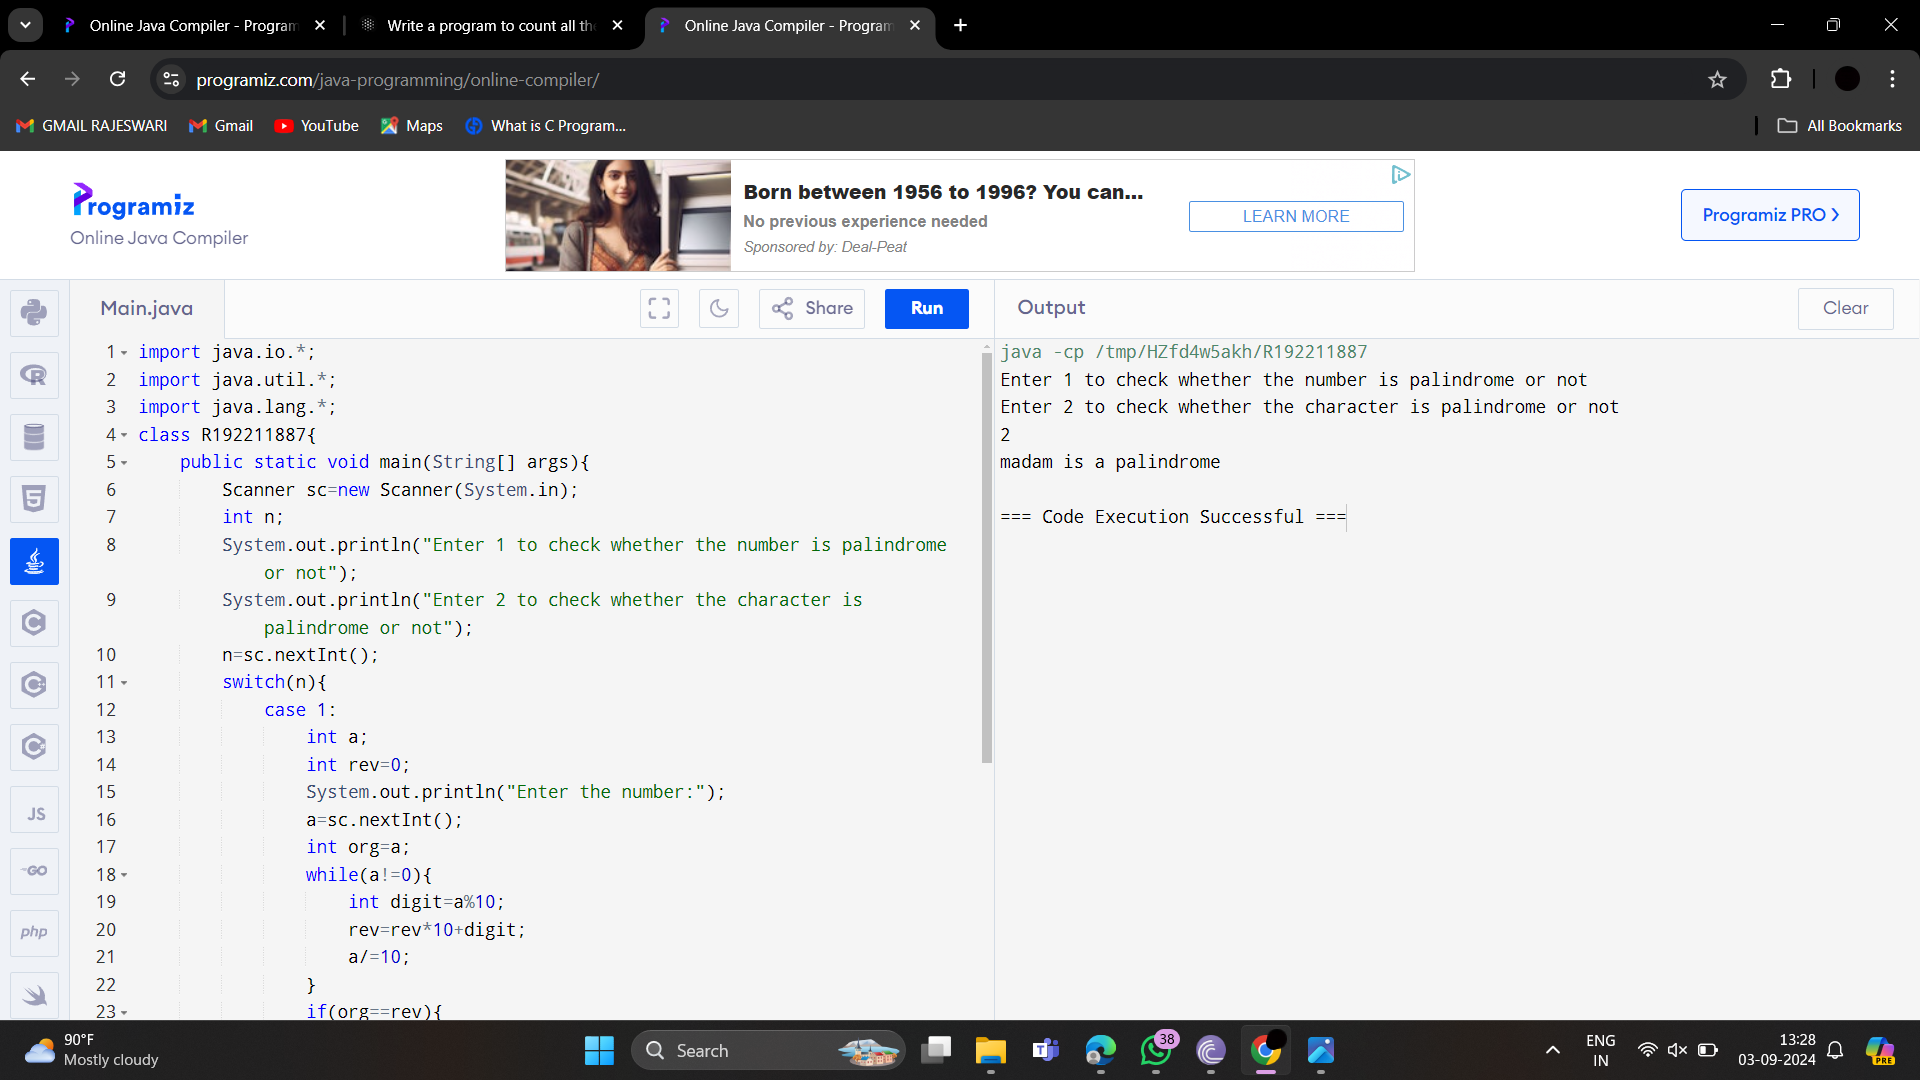 Online Java Compiler - Program
Write a program to count all the
Online Java Compiler - Program
programiz.com/java-programming/online-compiler/
GMAIL RAJESWARI
Gmail
YouTube
Maps
What is C Program...
All Bookmarks
Programiz
Online Java Compiler
Born between 1956 to 1996? You can...
No previous experience needed
Sponsored by: Deal-Peat
LEARN MORE
Programiz PRO >
Main.java
Share
Run
Output
Clear
1 import java.io.*;
2 import java.util.*;
3 import java.lang.*;
4 class R192211887{
5 public static void main(String[] args){
6 Scanner sc=new Scanner(System.in);
7 int n;
8 System.out.println("Enter 1 to check whether the number is palindrome
or not");
9 System.out.println("Enter 2 to check whether the character is
palindrome or not");
10 n=sc.nextInt();
11 switch(n){
12 case 1:
13 int a;
14 int rev=0;
15 System.out.println("Enter the number:");
16 a=sc.nextInt();
17 int org=a;
18 while(a!=0){
19 int digit=a%10;
20 rev=rev*10+digit;
21 a/=10;
22 }
23 if(org==rev){
java -cp /tmp/HZfd4w5akh/R192211887
Enter 1 to check whether the number is palindrome or not
Enter 2 to check whether the character is palindrome or not
2
madam is a palindrome
=== Code Execution Successful ===
R
5
C
C
C
JS
GO
php
90°F
Mostly cloudy
Search
38
ENG
IN
13:28
03-09-2024
PRE